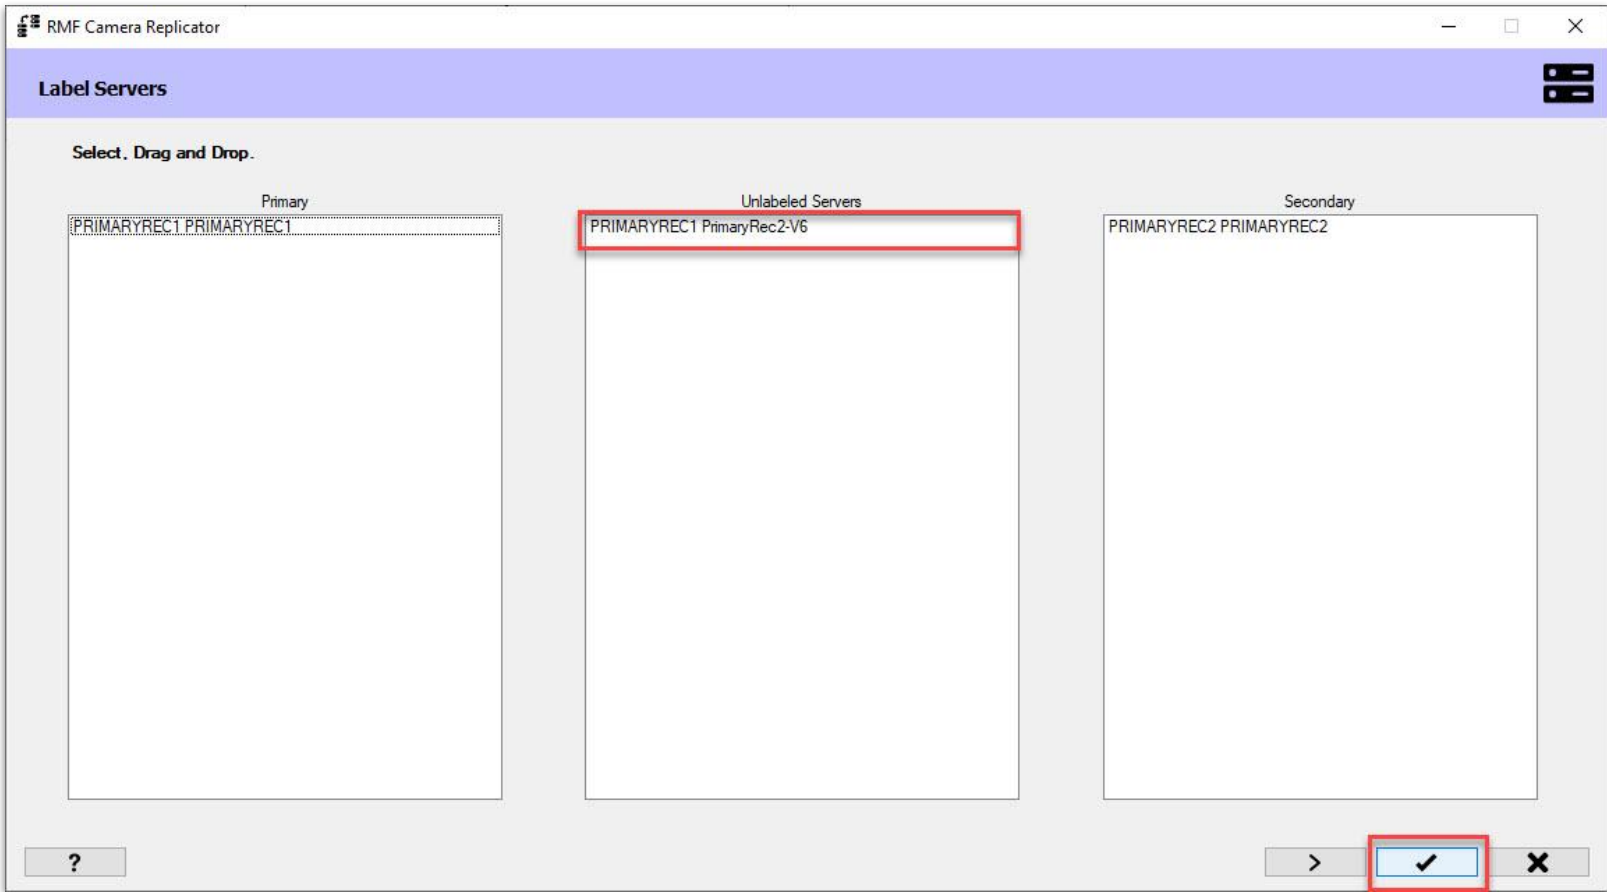 RMF Camera Replicator
Label Servers
Select, Drag and Drop.
Primary
PRIMARYREC1 PRIMARYREC1
Unlabeled Servers
PRIMARYREC1 PrimaryRec2-V6
Secondary
PRIMARYREC2 PRIMARYREC2
?
>